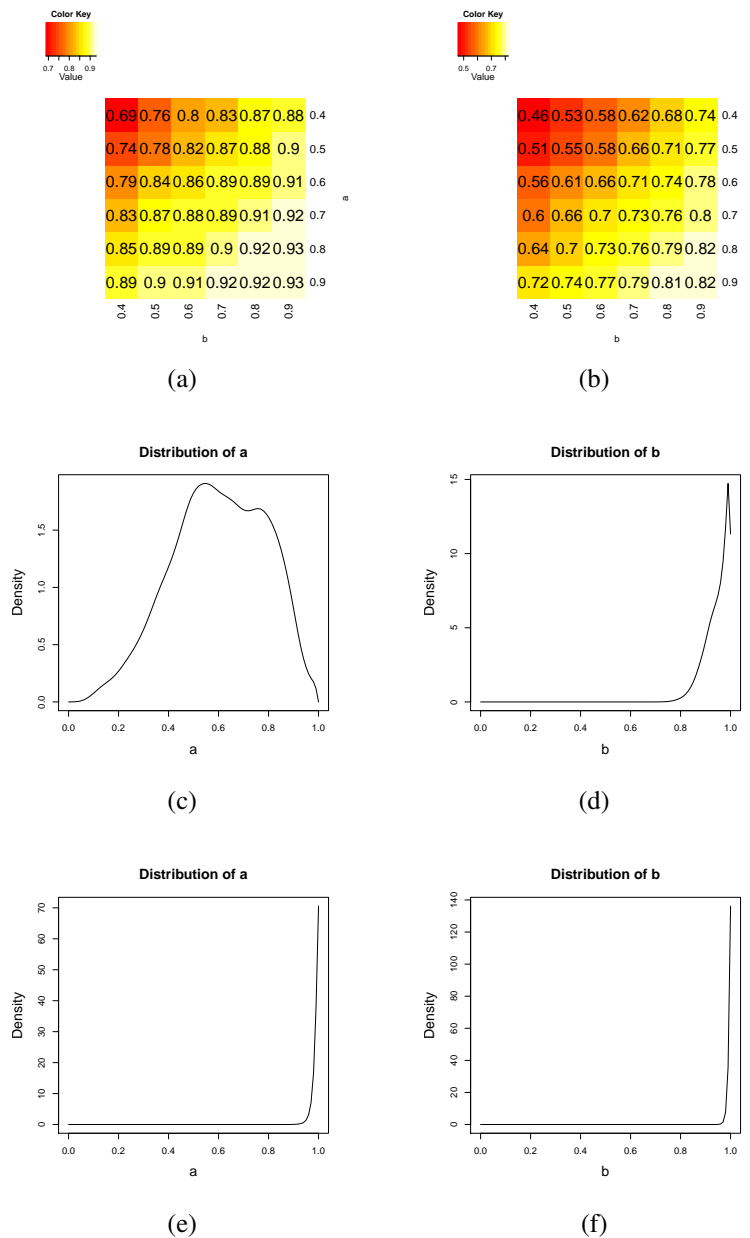 Color Key
0.7 0.8 0.9
Value
0.69 0.76 0.8 0.83 0.87 0.88 0.4
0.74 0.78 0.82 0.87 0.88 0.9 0.5
0.79 0.84 0.86 0.89 0.89 0.91 0.6
0.83 0.87 0.88 0.89 0.91 0.92 0.7
0.85 0.89 0.89 0.9 0.92 0.93 0.8
0.89 0.9 0.91 0.92 0.92 0.93 0.9
0.4 0.5 0.6 0.7 0.8 0.9
b
a
(a)
Color Key
0.5 0.7
Value
0.46 0.53 0.58 0.62 0.68 0.74 0.4
0.51 0.55 0.58 0.66 0.71 0.77 0.5
0.56 0.61 0.66 0.71 0.74 0.78 0.6
0.6 0.66 0.7 0.73 0.76 0.8 0.7
0.64 0.7 0.73 0.76 0.79 0.82 0.8
0.72 0.74 0.77 0.79 0.81 0.82 0.9
0.4 0.5 0.6 0.7 0.8 0.9
b
(b)
Distribution of a
Density
0.0 0.5 1.0 1.5
0.0 0.2 0.4 0.6 0.8 1.0
a
(c)
Distribution of b
Density
0 5 10 15
0.0 0.2 0.4 0.6 0.8 1.0
b
(d)
Distribution of a
Density
0 10 20 30 40 50 60 70
0.0 0.2 0.4 0.6 0.8 1.0
a
(e)
Distribution of b
Density
0 20 40 60 80 100 120 140
0.0 0.2 0.4 0.6 0.8 1.0
b
(f)